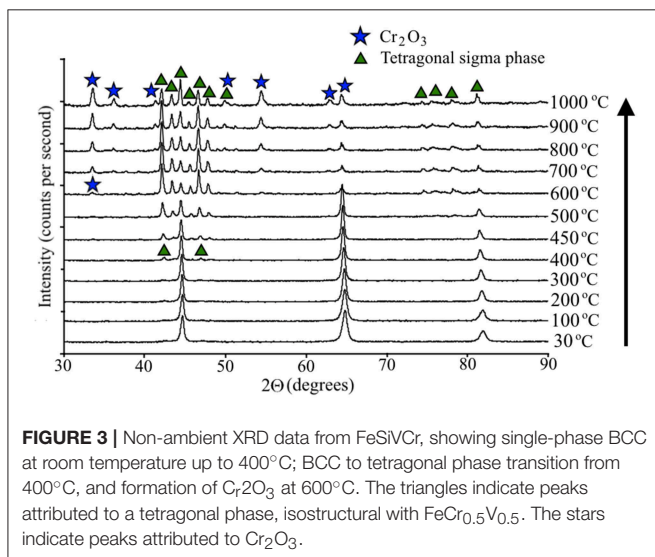 Cr₂O₃
Tetragonal sigma phase
Intensity (counts per second)
1000 °C
900 °C
800 °C
700 °C
600 °C
500 °C
450 °C
400 °C
300 °C
200 °C
100 °C
30 °C
30 40 50 60 70 80 90
2Θ (degrees)
FIGURE 3 | Non-ambient XRD data from FeSiVCr, showing single-phase BCC
at room temperature up to 400°C; BCC to tetragonal phase transition from
400°C, and formation of Cr2O3 at 600°C. The triangles indicate peaks
attributed to a tetragonal phase, isostructural with FeCr₀.₅V₀.₅. The stars
indicate peaks attributed to Cr₂O₃.